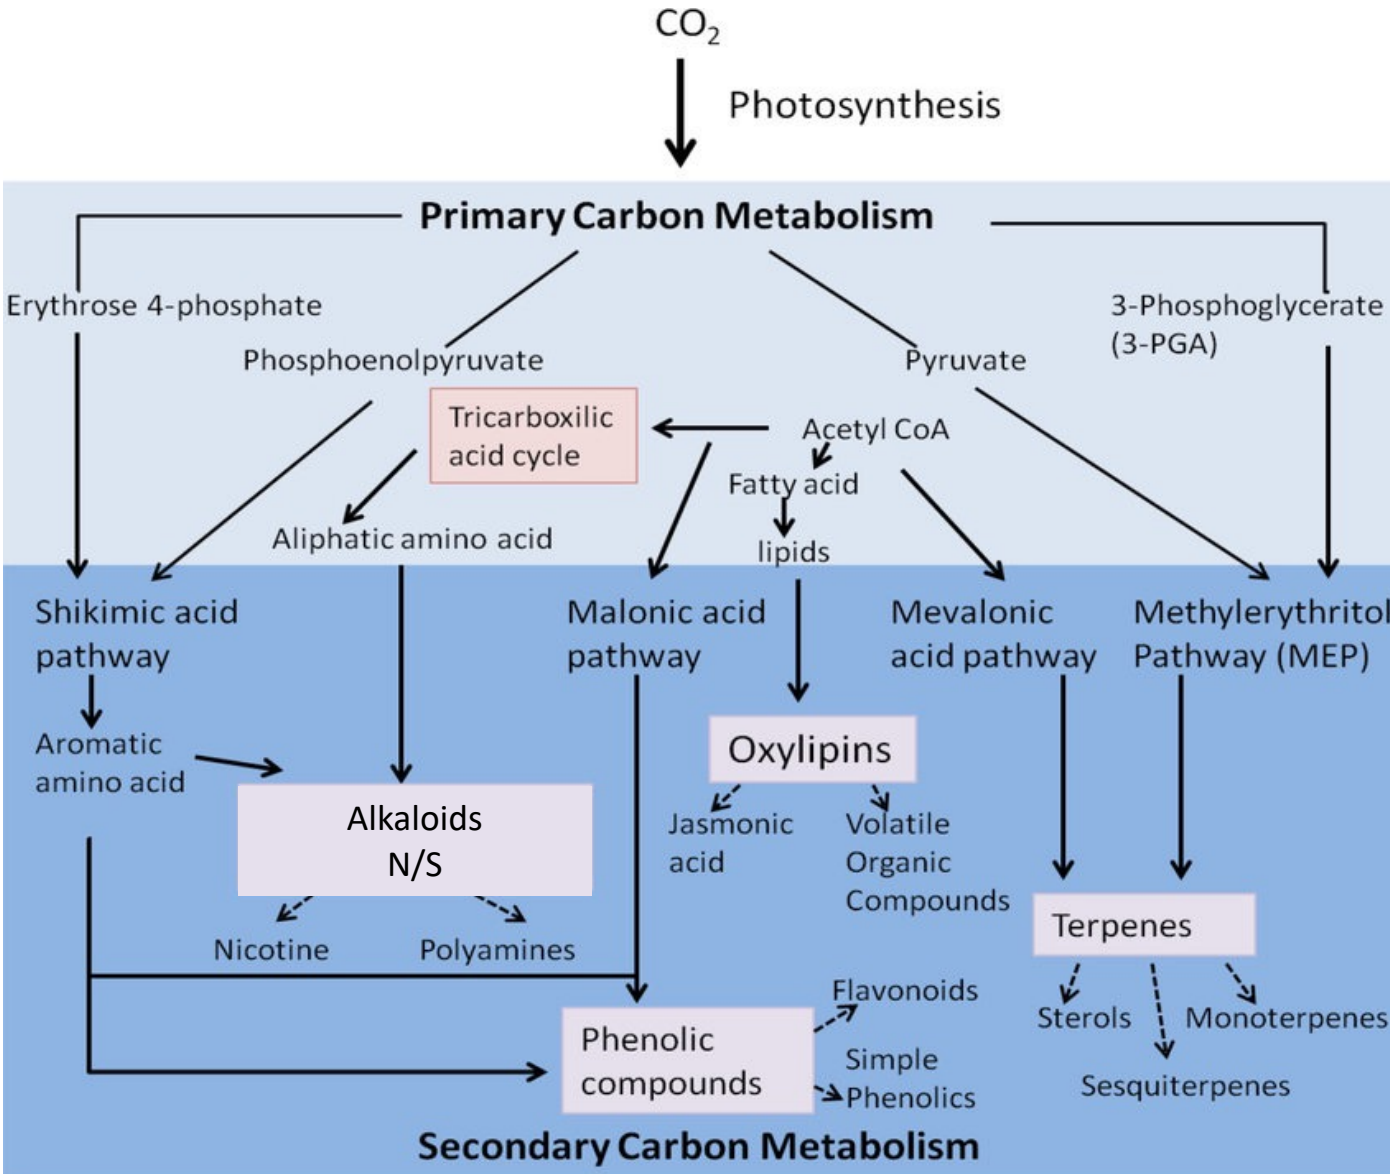 CO₂
Photosynthesis
Primary Carbon Metabolism
Erythrose 4-phosphate
3-Phosphoglycerate
(3-PGA)
Phosphoenolpyruvate
Pyruvate
Tricarboxilic
acid cycle
Acetyl CoA
Fatty acid
Aliphatic amino acid
lipids
Shikimic acid
pathway
Malonic acid
pathway
Mevalonic
acid pathway
Methylerythritol
Pathway (MEP)
Aromatic
amino acid
Oxylipins
Alkaloids
N/S
Jasmonic
acid
Volatile
Organic
Compounds
Nicotine
Polyamines
Terpenes
Flavonoids
Sterols
Monoterpenes
Phenolic
compounds
Simple
Phenolics
Sesquiterpenes
Secondary Carbon Metabolism